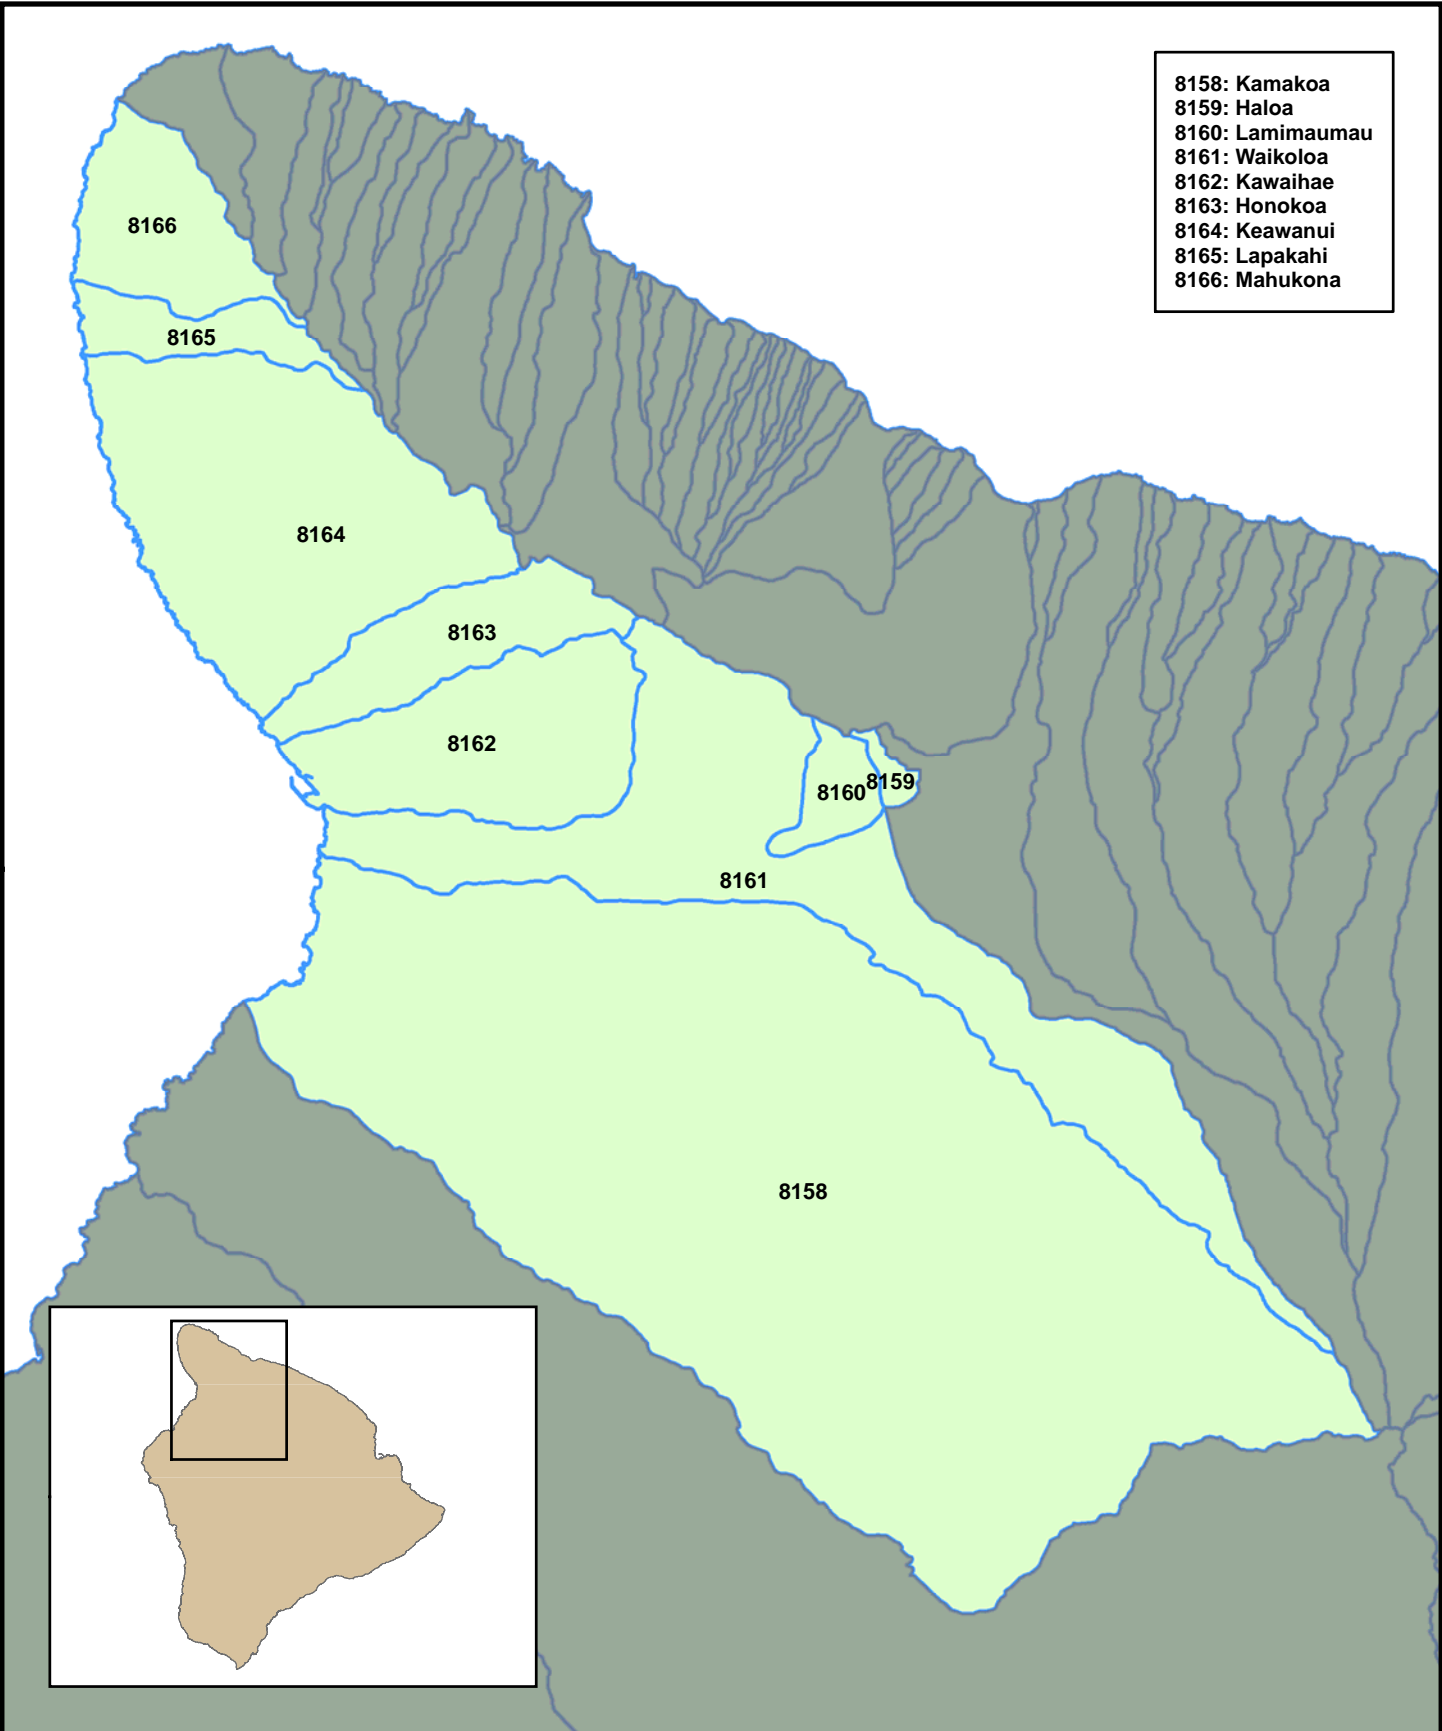 8158: Kamakoa
8159: Haloa
8160: Lamimaumau
8161: Waikoloa
8162: Kawaihae
8163: Honokoa
8164: Keawanui
8165: Lapakahi
8166: Mahukona
8166
8165
8164
8163
8162
8160
8159
8161
8158